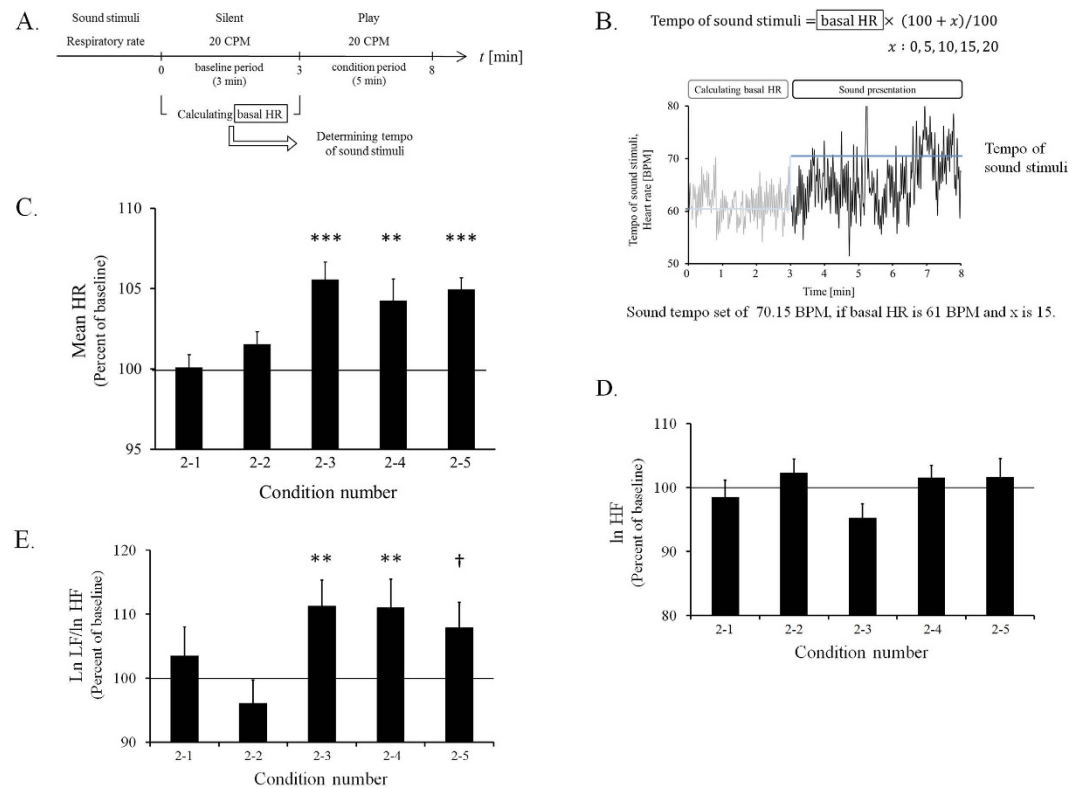 A.
Sound stimuli Silent Play
Respiratory rate 20 CPM 20 CPM
t [min]
0 baseline period 3 condition period 8
(3 min) (5 min)
Calculating basal HR
Determining tempo
of sound stimuli
B.
Tempo of sound stimuli = basal HR × (100 + x)/100
x : 0, 5, 10, 15, 20
Calculating basal HR Sound presentation
80
70
60
50
0 1 2 3 4 5 6 7 8
Tempo of sound stimuli,
Heart rate [BPM]
Time [min]
Tempo of
sound stimuli
Sound tempo set of 70.15 BPM, if basal HR is 61 BPM and x is 15.
C.
110
105
100
95
Mean HR
(Percent of baseline)
*** ** ***
2-1 2-2 2-3 2-4 2-5
Condition number
D.
110
100
90
80
ln HF
(Percent of baseline)
2-1 2-2 2-3 2-4 2-5
Condition number
E.
120
110
100
90
Ln LF/ln HF
(Percent of baseline)
** ** †
2-1 2-2 2-3 2-4 2-5
Condition number